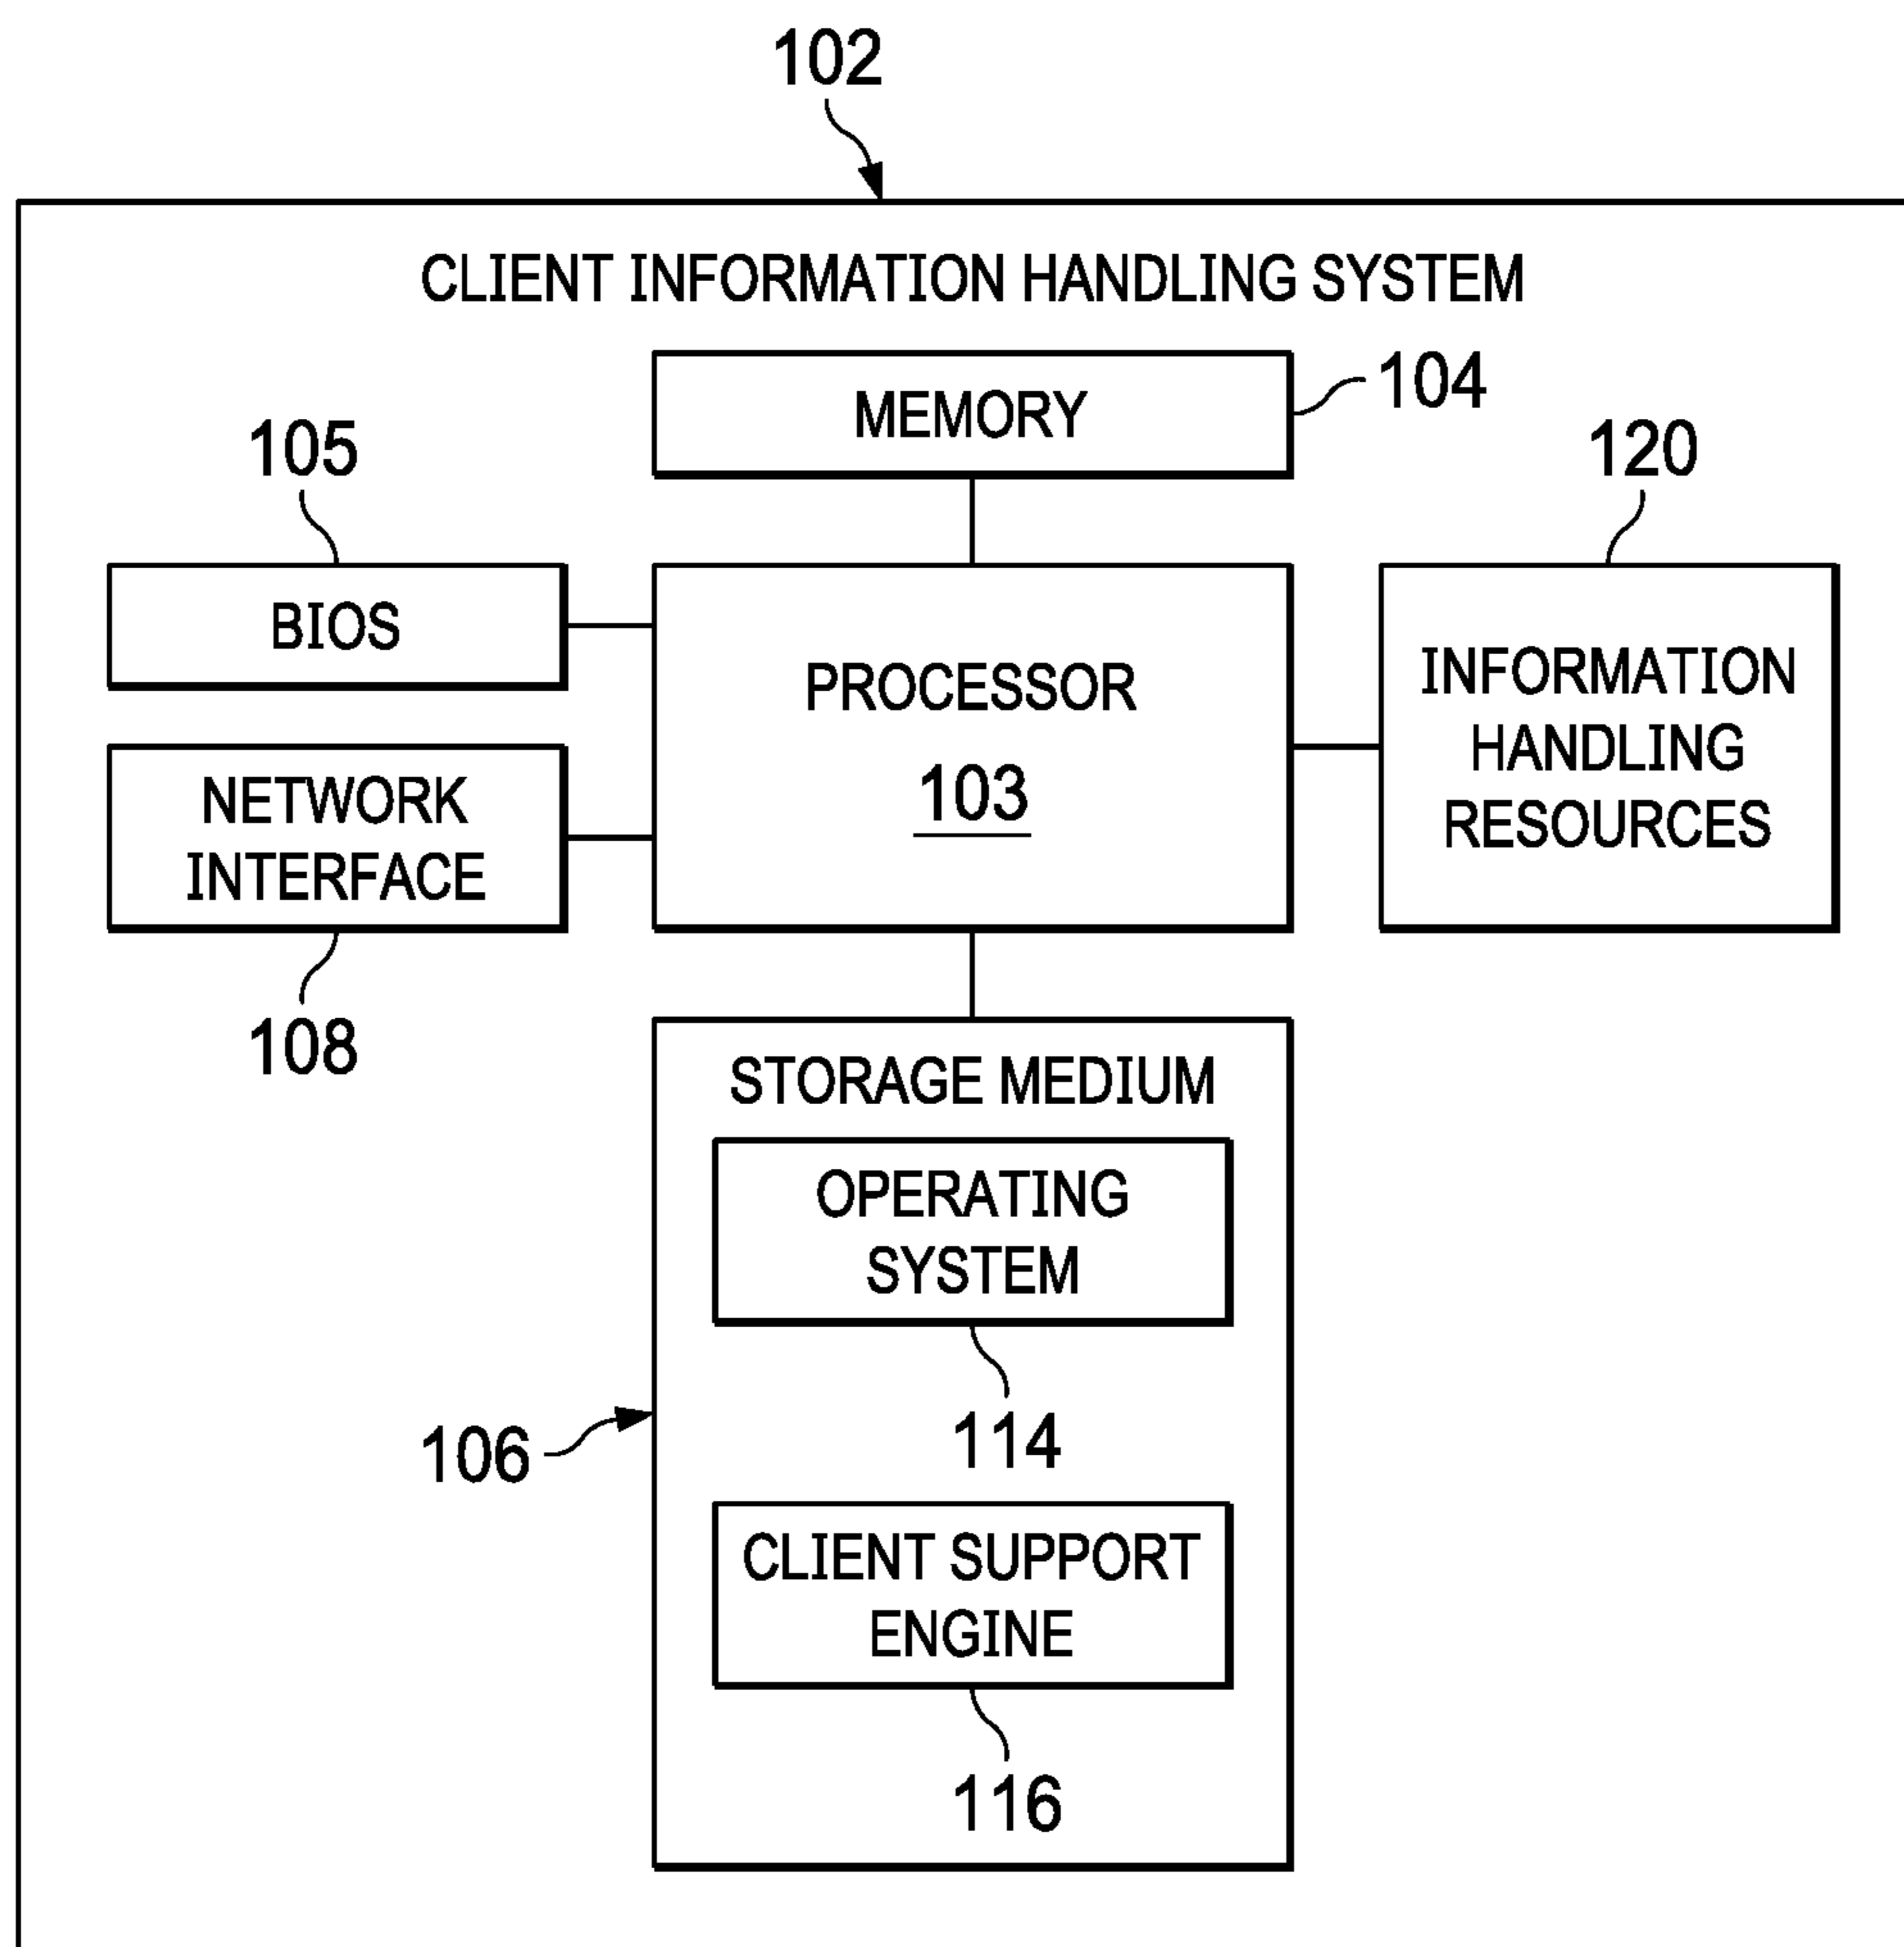 102
CLIENT INFORMATION HANDLING SYSTEM
MEMORY
104
105
120
BIOS
PROCESSOR
103
INFORMATION
HANDLING
RESOURCES
NETWORK
INTERFACE
108
STORAGE MEDIUM
OPERATING
SYSTEM
114
106
CLIENT SUPPORT
ENGINE
116